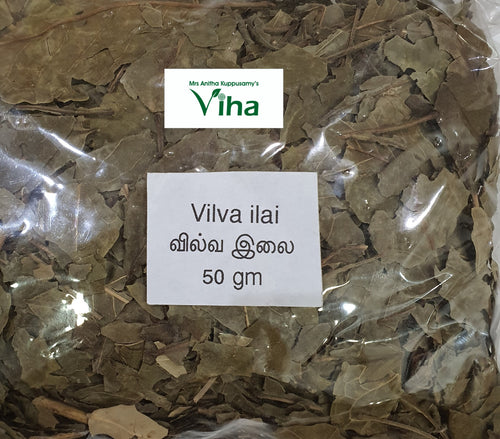 Mrs Anitha Kuppusamy's
Viha
Vilva ilai
வில்வ இலை
50 gm